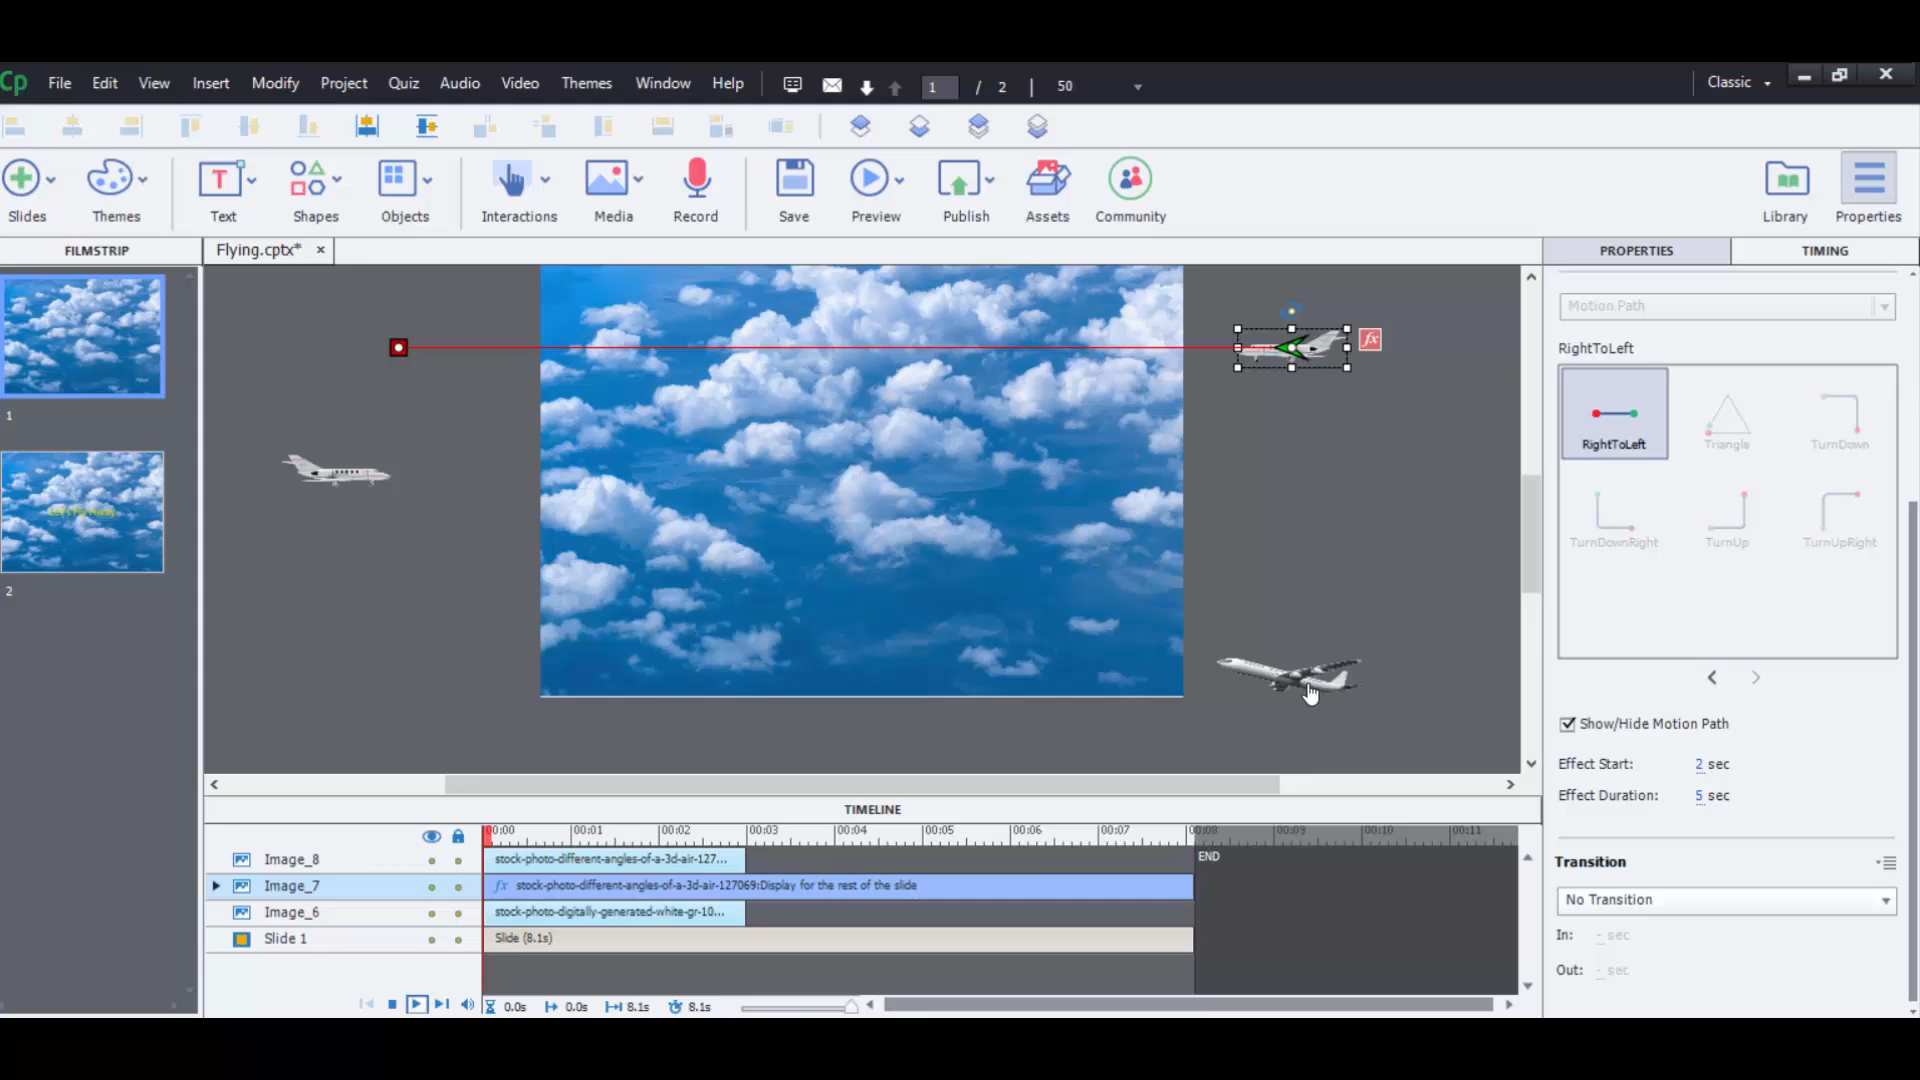 Cp File Edit View Insert Modify Project Quiz Audio Video Themes Window Help 1 / 2 50 Classic
Slides Themes Text Shapes Objects Interactions Media Record Save Preview Publish Assets Community Library Properties
FILMSTRIP Flying.cptx* × PROPERTIES TIMING
Motion Path
RightToLeft
fx
RightToLeft Triangle TurnDown
1
TurnDownRight TurnUp TurnUpRight
Let's Fly Away
2
Show/Hide Motion Path
Effect Start: 2 sec
Effect Duration: 5 sec
TIMELINE
00:00 00:01 00:02 00:03 00:04 00:05 00:06 00:07 00:08 00:09 00:10 00:11
Image_8 stock-photo-different-angles-of-a-3d-air-127... END
Image_7 fx stock-photo-different-angles-of-a-3d-air-127069:Display for the rest of the slide
Image_6 stock-photo-digitally-generated-white-gr-10...
Slide 1 Slide (8.1s)
Transition
No Transition
In: - sec
Out: - sec
0.0s 0.0s 8.1s 8.1s